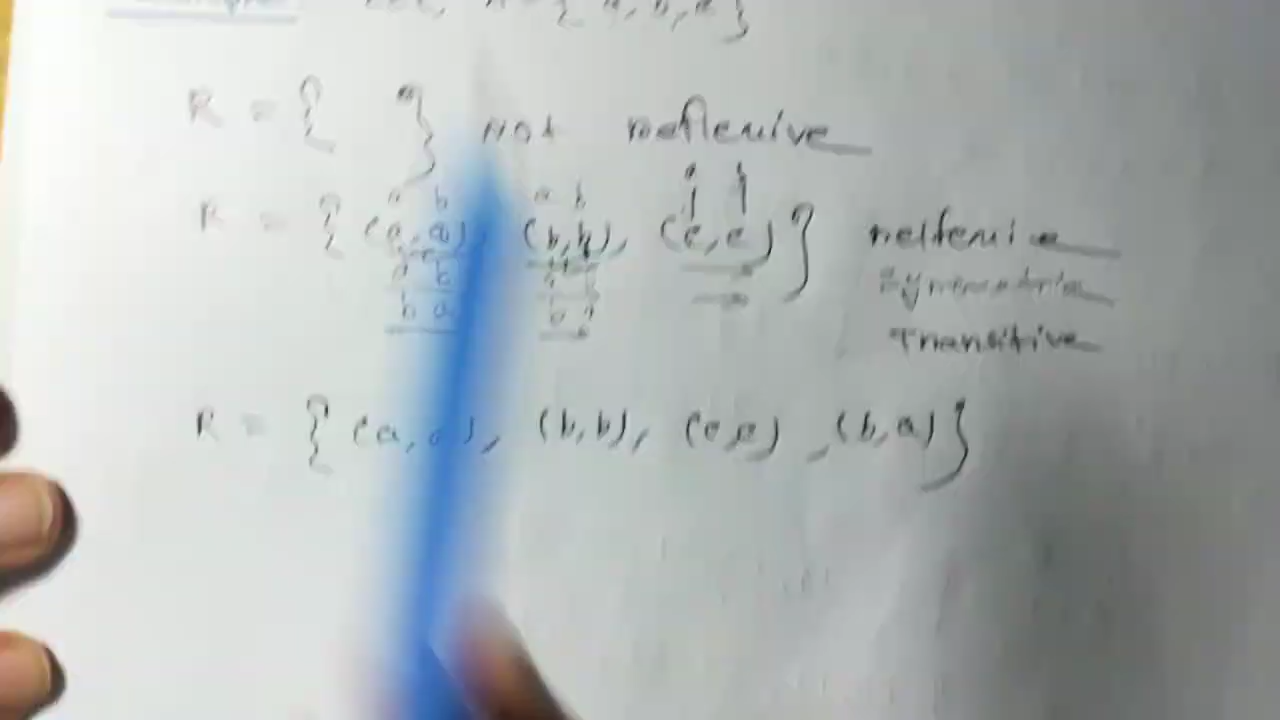 A = { a, b, c }
R = { } not reflexive
a b a b
R = { (a, a), (b, b), (c, c) } reflexive
a b
b a
Symmetric
Transitive
R = { (a, a), (b, b), (c, c), (b, a) }